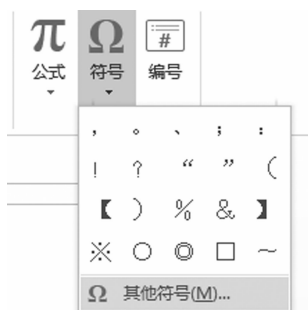 π Ω #
公式 符号 编号
， 。 、 ； ：
！ ？ “ ” （
【 ） % & 】
※ ○ ◎ □ ～
Ω 其他符号(M)...